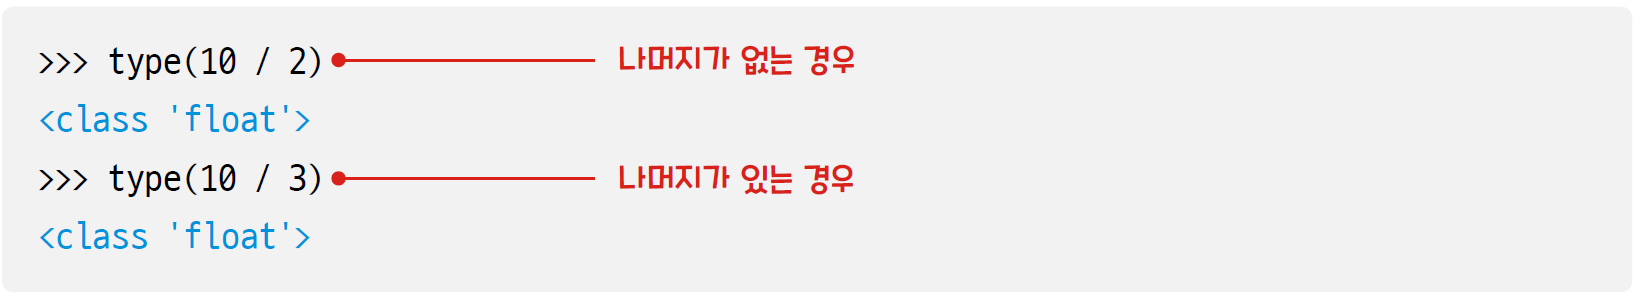 >>> type(10 / 2) 나머지가 없는 경우
<class 'float'>
>>> type(10 / 3) 나머지가 있는 경우
<class 'float'>